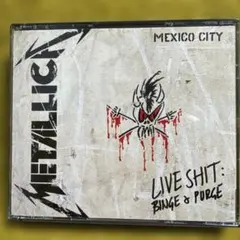 METALLICA
MEXICO CITY
LIVE SHIT:
BINGE & PURGE